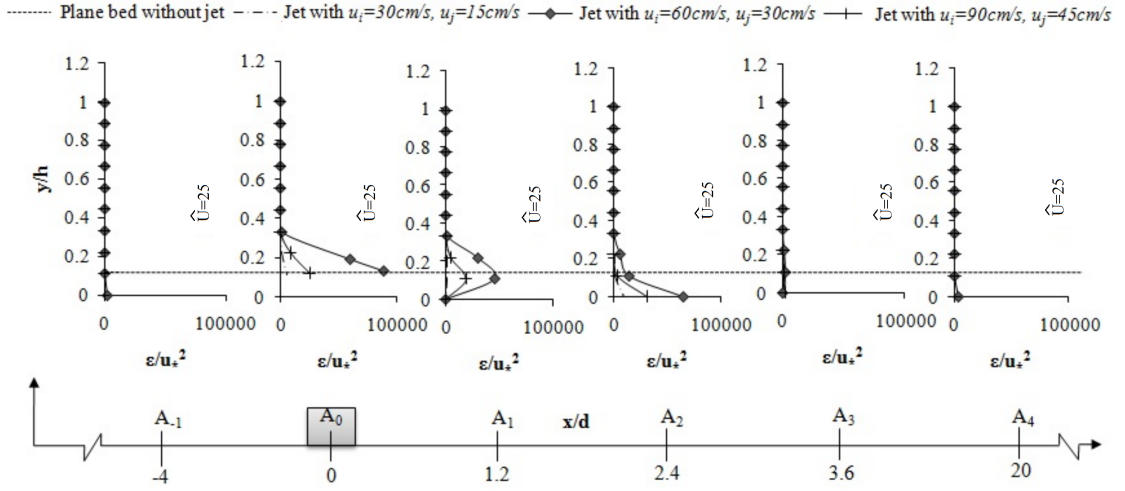 Plane bed without jet Jet with uᵢ=30cm/s, uⱼ=15cm/s Jet with uᵢ=60cm/s, uⱼ=30cm/s Jet with uᵢ=90cm/s, uⱼ=45cm/s
y/h
1.2 1 0.8 0.6 0.4 0.2 0
Û=25
0 100000
ε/u*²
1.2 1 0.8 0.6 0.4 0.2 0
Û=25
0 100000
ε/u*²
1.2 1 0.8 0.6 0.4 0.2 0
Û=25
0 100000
ε/u*²
1.2 1 0.8 0.6 0.4 0.2 0
Û=25
0 100000
ε/u*²
1.2 1 0.8 0.6 0.4 0.2 0
Û=25
0 100000
ε/u*²
1.2 1 0.8 0.6 0.4 0.2 0
Û=25
0 100000
ε/u*²
A₋₁ A₀ A₁ x/d A₂ A₃ A₄
-4 0 1.2 2.4 3.6 20